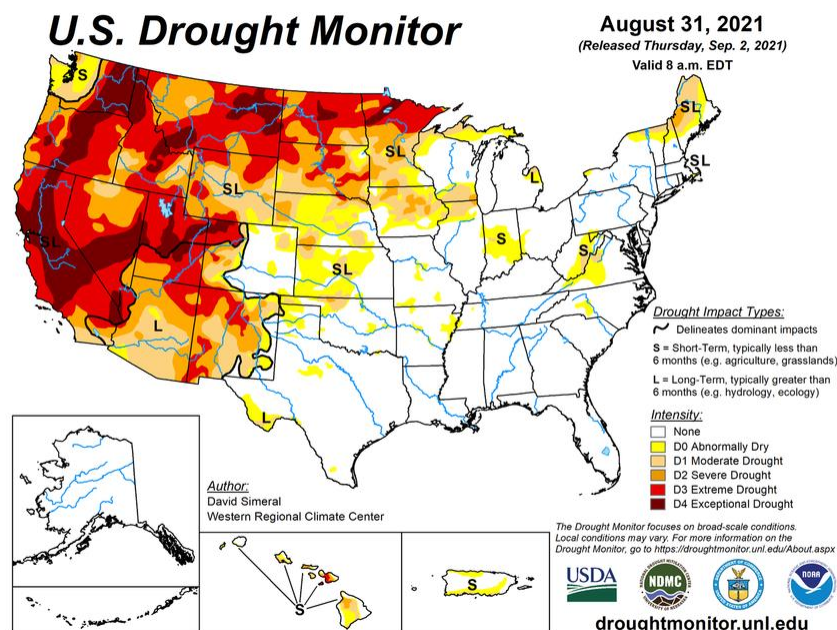 U.S. Drought Monitor
August 31, 2021
(Released Thursday, Sep. 2, 2021)
Valid 8 a.m. EDT
S
SL
SL
SL
L
SL
S
S
SL
SL
L
L
Drought Impact Types:
Delineates dominant impacts
S = Short-Term, typically less than
6 months (e.g. agriculture, grasslands)
L = Long-Term, typically greater than
6 months (e.g. hydrology, ecology)
Intensity:
None
D0 Abnormally Dry
D1 Moderate Drought
D2 Severe Drought
D3 Extreme Drought
D4 Exceptional Drought
Author:
David Simeral
Western Regional Climate Center
S
S
The Drought Monitor focuses on broad-scale conditions.
Local conditions may vary. For more information on the
Drought Monitor, go to https://droughtmonitor.unl.edu/About.aspx
USDA
NDMC
NOAA
droughtmonitor.unl.edu